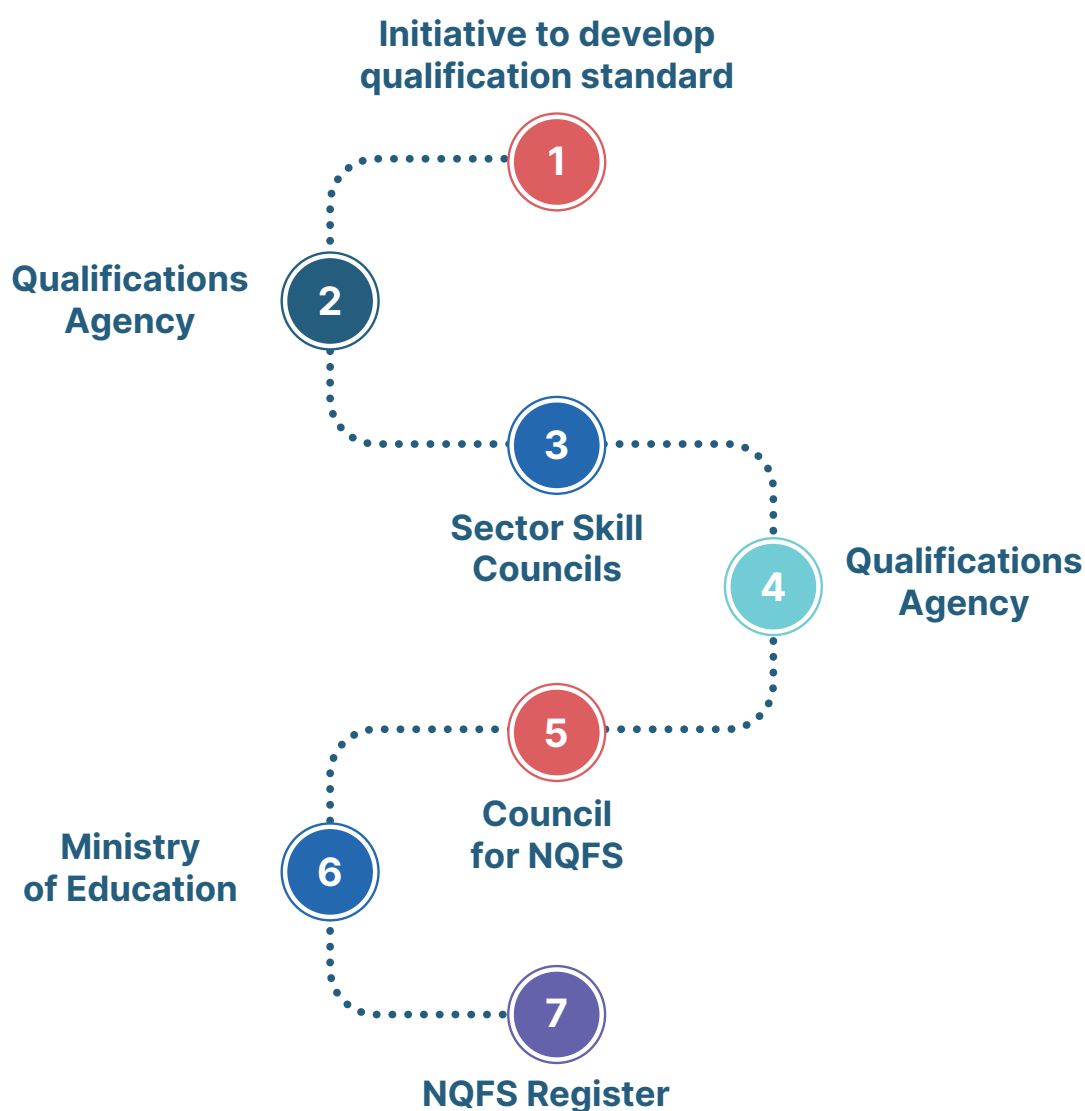 Initiative to develop
qualification standard
1
Qualifications
Agency
2
3
Sector Skill
Councils
4
Qualifications
Agency
5
Council
for NQFS
Ministry
of Education
6
7
NQFS Register